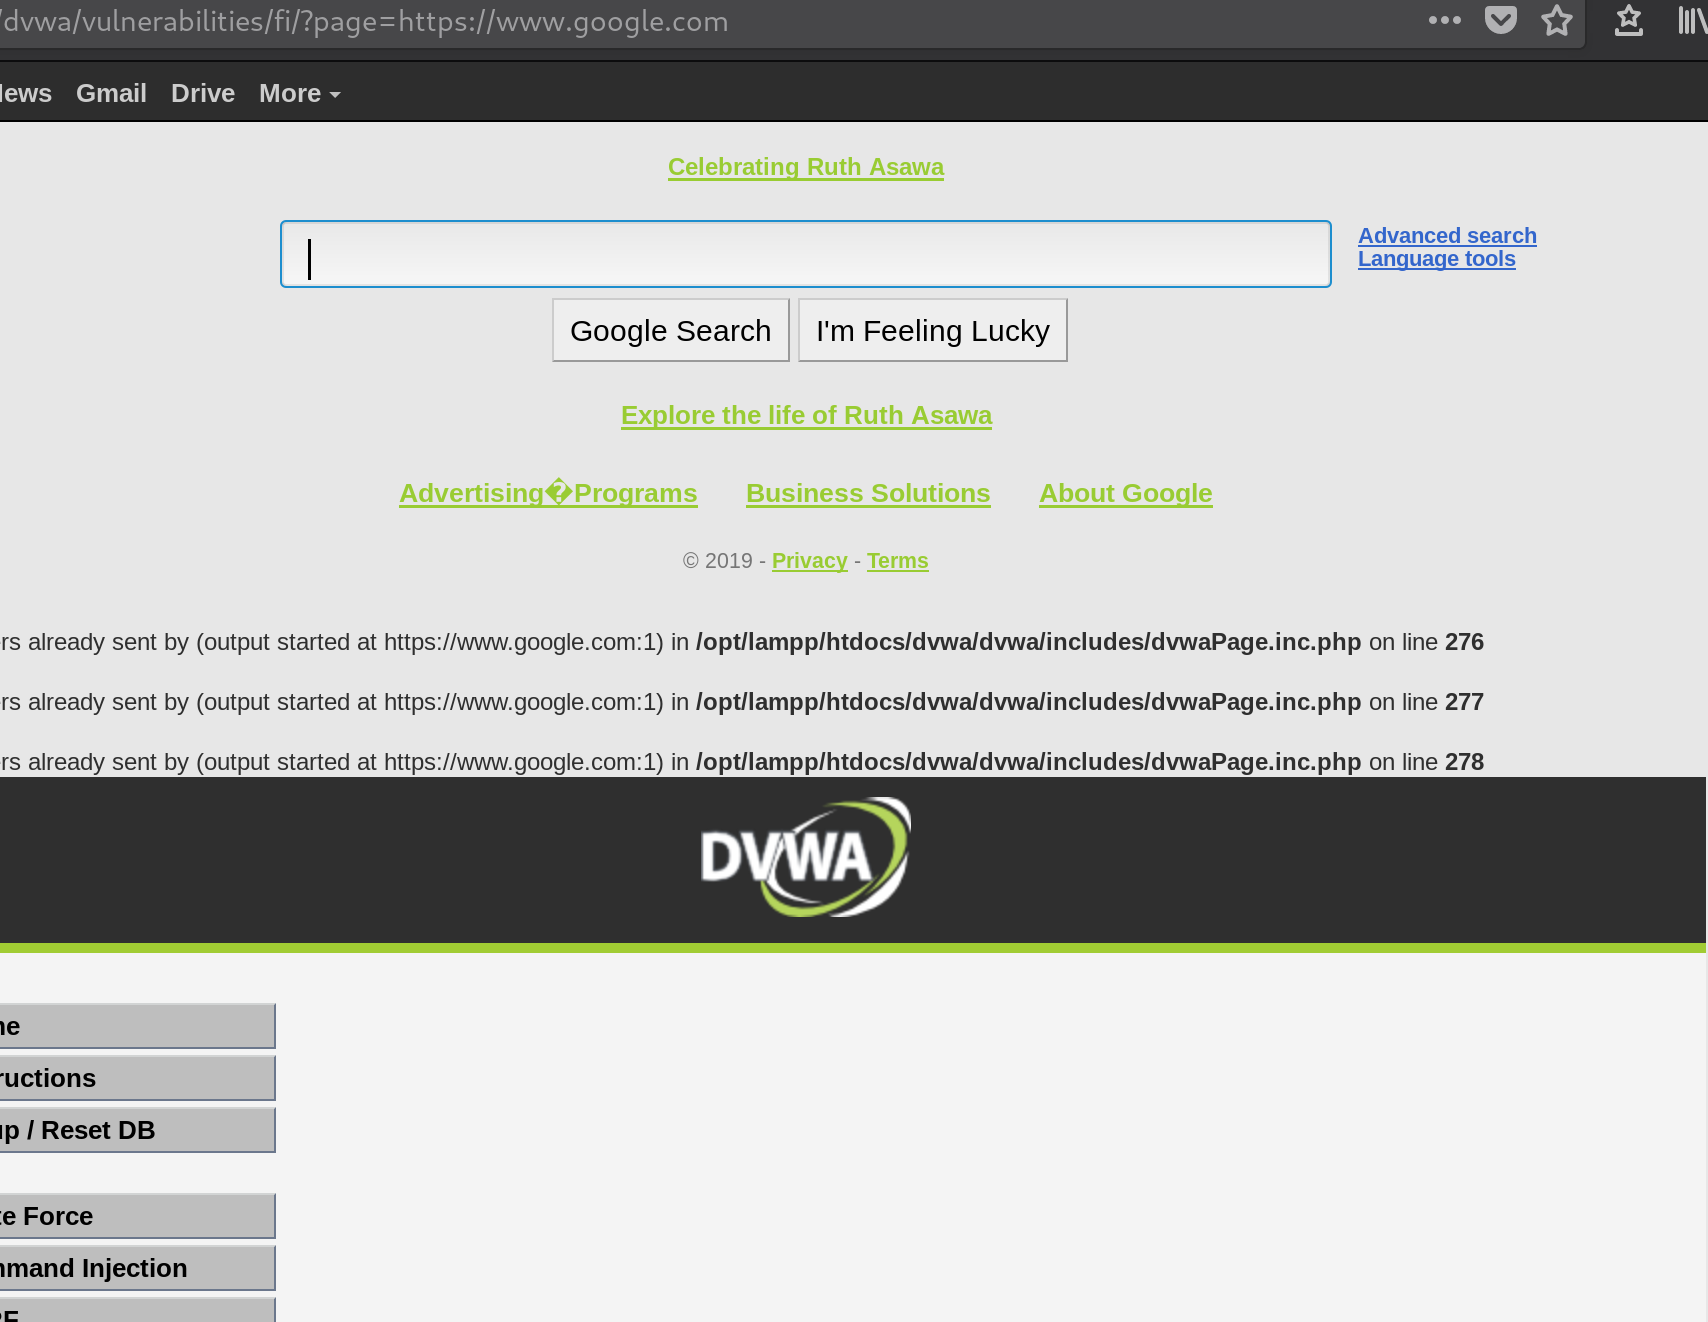 /dvwa/vulnerabilities/fi/?page=https://www.google.com
News Gmail Drive More
Celebrating Ruth Asawa
Advanced search
Language tools
Google Search I'm Feeling Lucky
Explore the life of Ruth Asawa
Advertising�Programs Business Solutions About Google
© 2019 - Privacy - Terms
rs already sent by (output started at https://www.google.com:1) in /opt/lampp/htdocs/dvwa/dvwa/includes/dvwaPage.inc.php on line 276
rs already sent by (output started at https://www.google.com:1) in /opt/lampp/htdocs/dvwa/dvwa/includes/dvwaPage.inc.php on line 277
rs already sent by (output started at https://www.google.com:1) in /opt/lampp/htdocs/dvwa/dvwa/includes/dvwaPage.inc.php on line 278
DVWA
me
ructions
up / Reset DB
te Force
mmand Injection